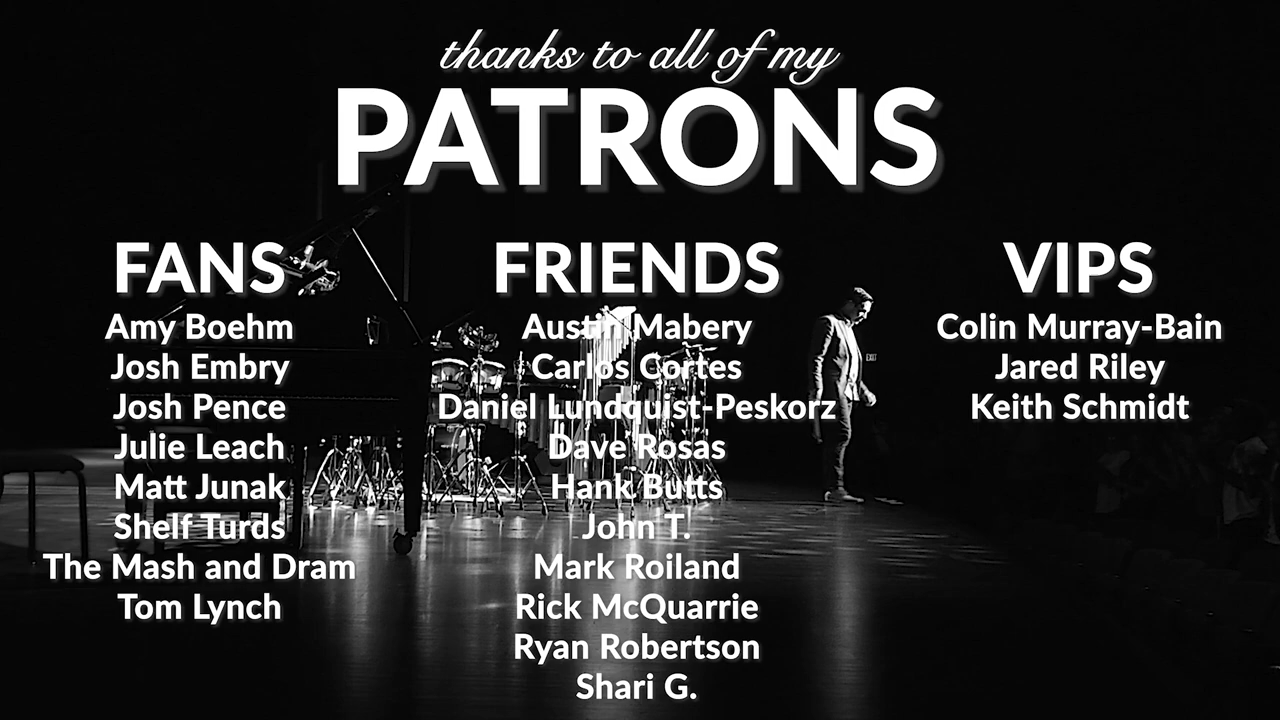 thanks to all of my
PATRONS
FANS
Amy Boehm
Josh Embry
Josh Pence
Julie Leach
Matt Junak
Shelf Turds
The Mash and Dram
Tom Lynch
FRIENDS
Austin Mabery
Carlos Cortes
Daniel Lundquist-Peskorz
Dave Rosas
Hank Butts
John T.
Mark Roiland
Rick McQuarrie
Ryan Robertson
Shari G.
VIPS
Colin Murray-Bain
Jared Riley
Keith Schmidt
EXIT